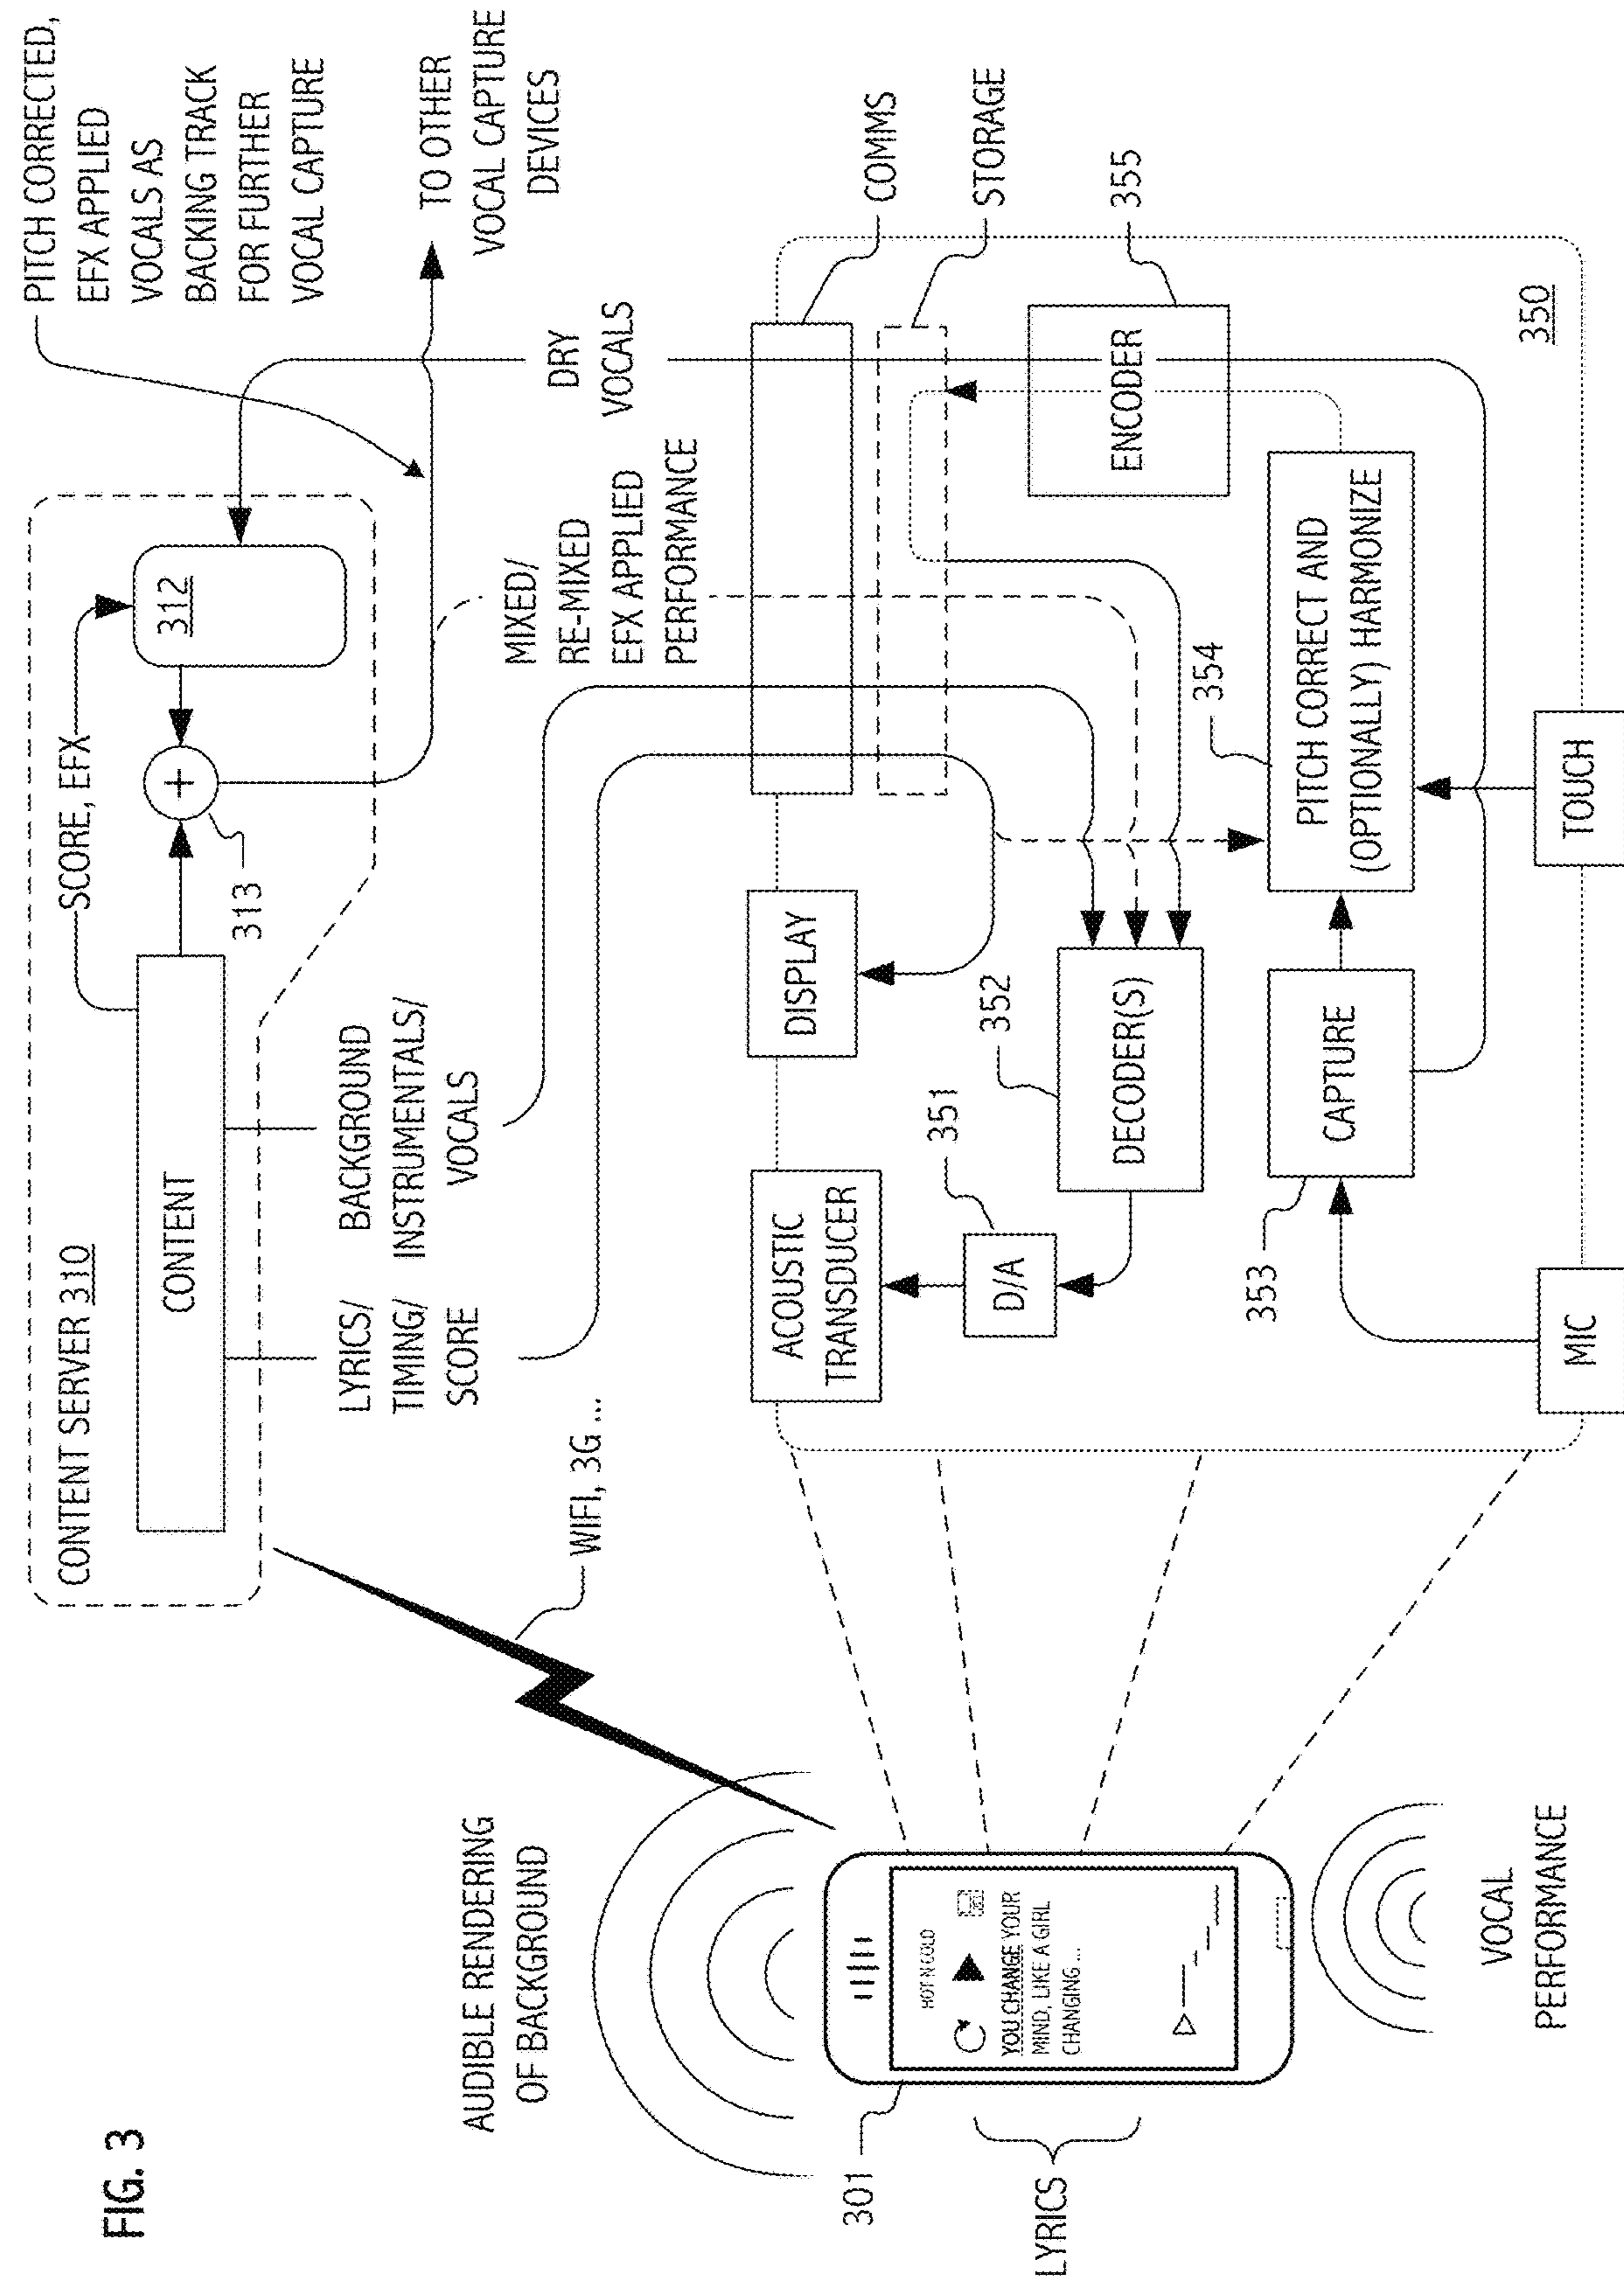 FIG. 3
CONTENT SERVER 310
CONTENT
SCORE, EFX
312
313
PITCH CORRECTED,
EFX APPLIED
VOCALS AS
BACKING TRACK
FOR FURTHER
VOCAL CAPTURE
TO OTHER
VOCAL CAPTURE
DEVICES
LYRICS/
TIMING/
SCORE
BACKGROUND
INSTRUMENTALS/
VOCALS
MIXED/
RE-MIXED
EFX APPLIED
PERFORMANCE
DRY
VOCALS
WIFI, 3G ...
AUDIBLE RENDERING
OF BACKGROUND
301
LYRICS
HOT N COLD
YOU CHANGE YOUR
MIND, LIKE A GIRL
CHANGING ...
VOCAL
PERFORMANCE
ACOUSTIC
TRANSDUCER
DISPLAY
COMMS
STORAGE
D/A
351
DECODER(S)
352
ENCODER
355
353
CAPTURE
354
PITCH CORRECT AND
(OPTIONALLY) HARMONIZE
350
MIC
TOUCH